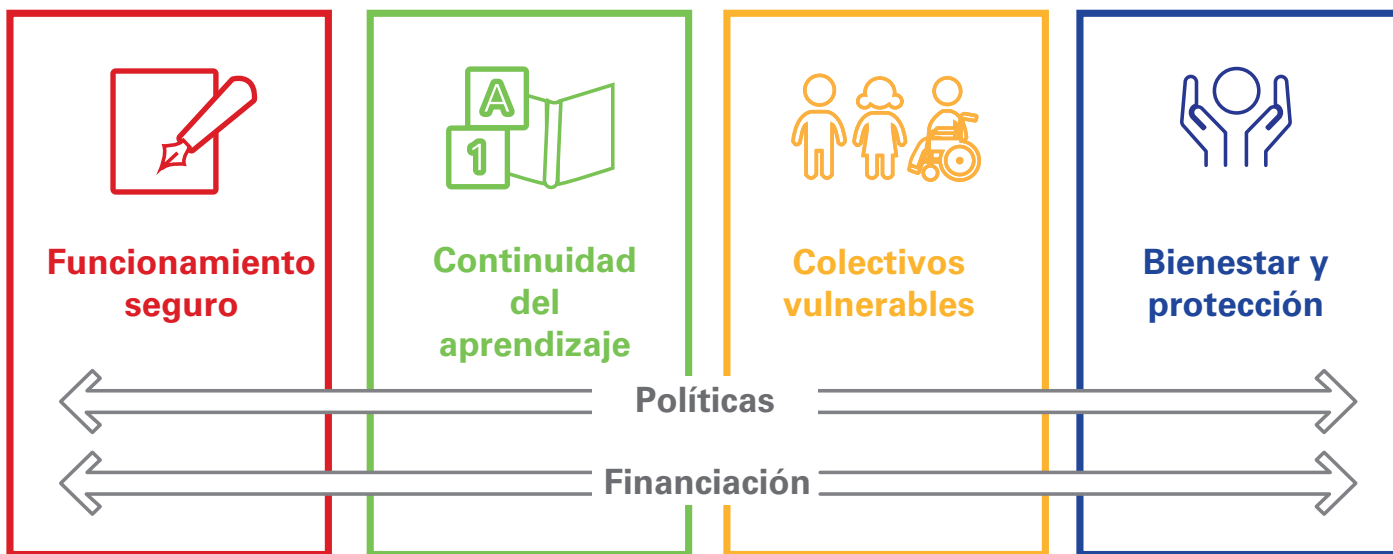 A
1
Funcionamiento
seguro
Continuidad
del
aprendizaje
Colectivos
vulnerables
Bienestar y
protección
Políticas
Financiación